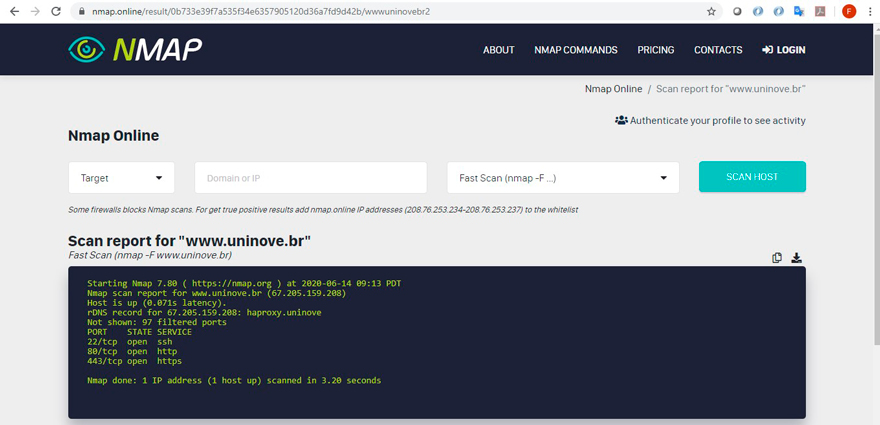 nmap.online/result/0b733e39f7a535f34e6357905120d36a7fd9d42b/wwwuninovebr2
F
NMAP
ABOUT NMAP COMMANDS PRICING CONTACTS LOGIN
Nmap Online / Scan report for "www.uninove.br"
Authenticate your profile to see activity
Nmap Online
Target Domain or IP Fast Scan (nmap -F ...) SCAN HOST
Some firewalls blocks Nmap scans. For get true positive results add nmap.online IP addresses (208.76.253.234-208.76.253.237) to the whitelist
Scan report for "www.uninove.br"
Fast Scan (nmap -F www.uninove.br)
Starting Nmap 7.80 ( https://nmap.org ) at 2020-06-14 09:13 PDT
Nmap scan report for www.uninove.br (67.205.159.208)
Host is up (0.071s latency).
rDNS record for 67.205.159.208: haproxy.uninove
Not shown: 97 filtered ports
PORT STATE SERVICE
22/tcp open ssh
80/tcp open http
443/tcp open https
Nmap done: 1 IP address (1 host up) scanned in 3.20 seconds